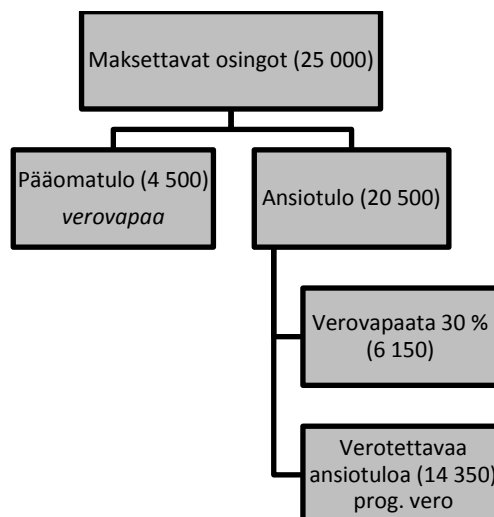 Maksettavat osingot (25 000)
Pääomatulo (4 500)
verovapaa
Ansiotulo (20 500)
Verovapaata 30 %
(6 150)
Verotettavaa
ansiotuloa (14 350)
prog. vero